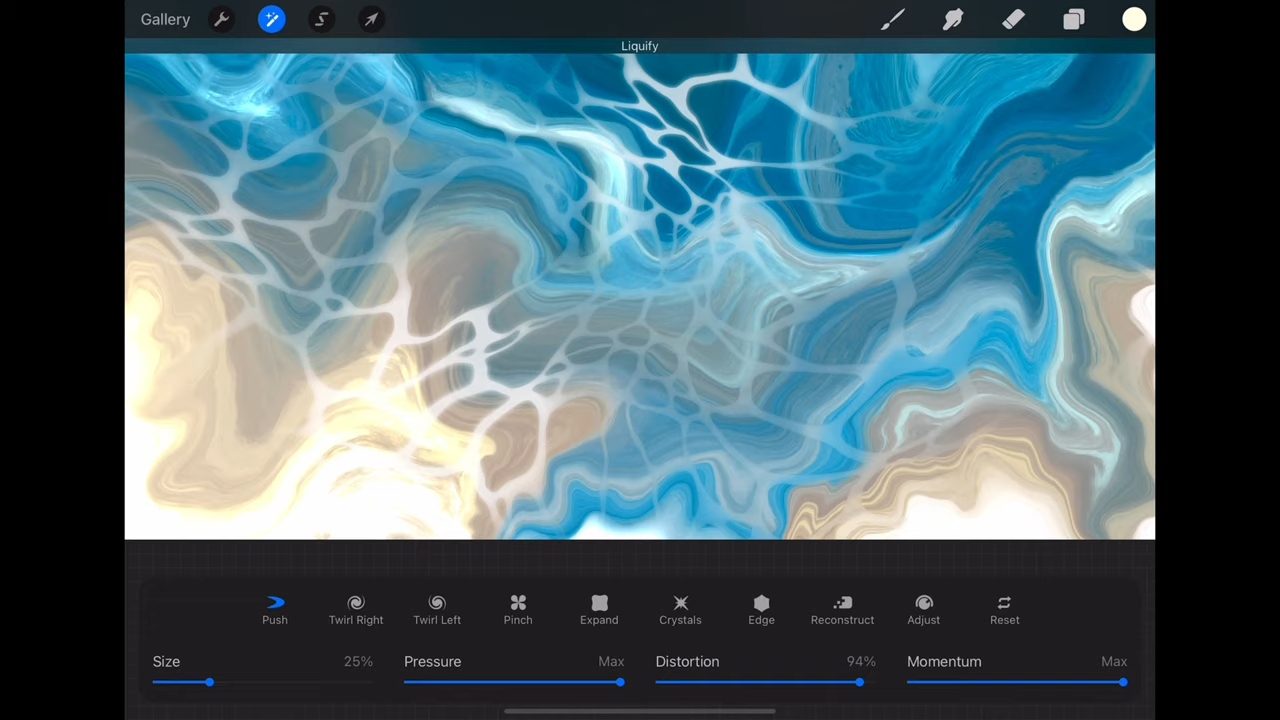 Gallery
Liquify
Push Twirl Right Twirl Left Pinch Expand Crystals Edge Reconstruct Adjust Reset
Size 25% Pressure Max Distortion 94% Momentum Max